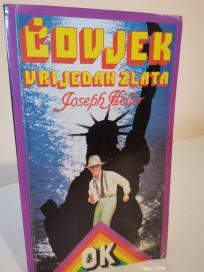 ČOVJEK
VRIJEDAN ZLATA
Joseph Heller
OK